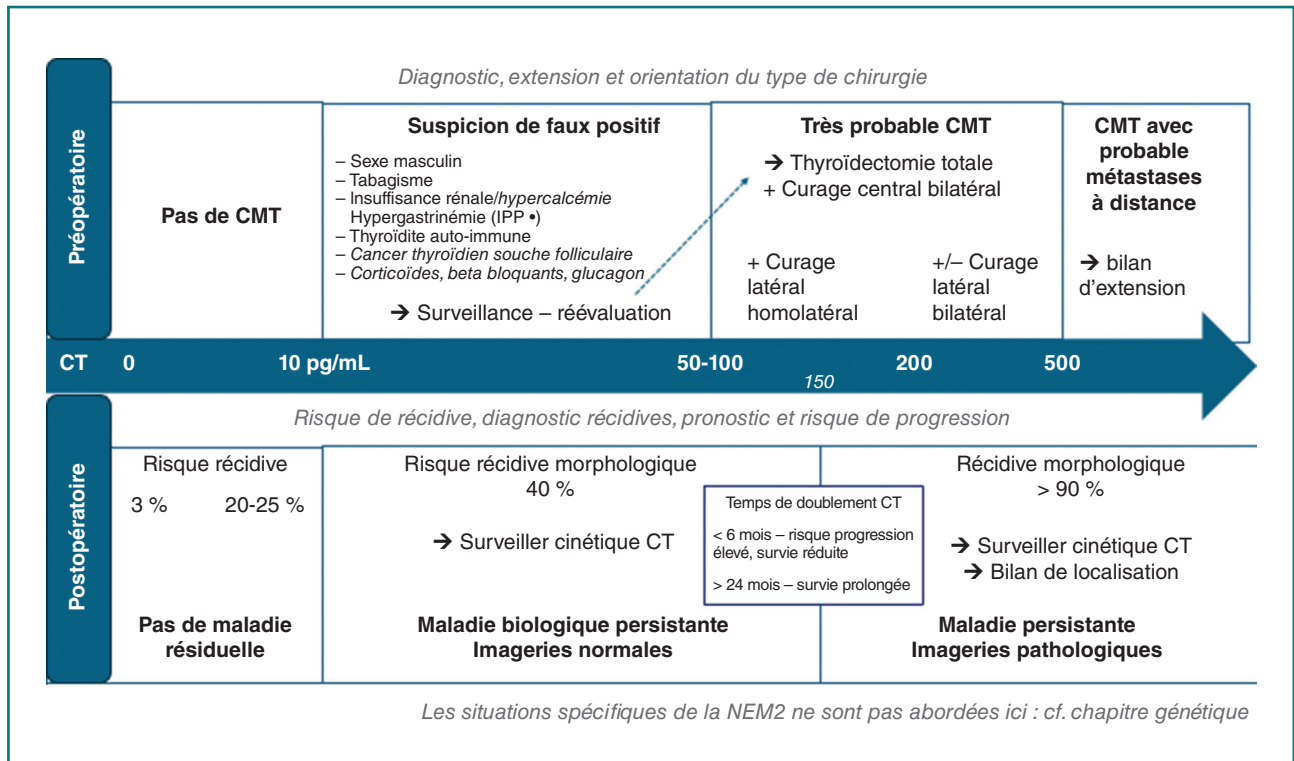 Diagnostic, extension et orientation du type de chirurgie
Préopératoire
Pas de CMT
Suspicion de faux positif
– Sexe masculin
– Tabagisme
– Insuffisance rénale/hypercalcémie
Hypergastrinémie (IPP •)
– Thyroïdite auto-immune
– Cancer thyroïdien souche folliculaire
– Corticoïdes, beta bloquants, glucagon
➔ Surveillance – réévaluation
Très probable CMT
➔ Thyroïdectomie totale
+ Curage central bilatéral
+ Curage
latéral
homolatéral
+/– Curage
latéral
bilatéral
CMT avec
probable
métastases
à distance
➔ bilan
d'extension
CT 0 10 pg/mL 50-100 150 200 500
Risque de récidive, diagnostic récidives, pronostic et risque de progression
Postopératoire
Risque récidive
3 % 20-25 %
Pas de maladie
résiduelle
Risque récidive morphologique
40 %
➔ Surveiller cinétique CT
Maladie biologique persistante
Imageries normales
Temps de doublement CT
< 6 mois – risque progression
élevé, survie réduite
> 24 mois – survie prolongée
Récidive morphologique
> 90 %
➔ Surveiller cinétique CT
➔ Bilan de localisation
Maladie persistante
Imageries pathologiques
Les situations spécifiques de la NEM2 ne sont pas abordées ici : cf. chapitre génétique